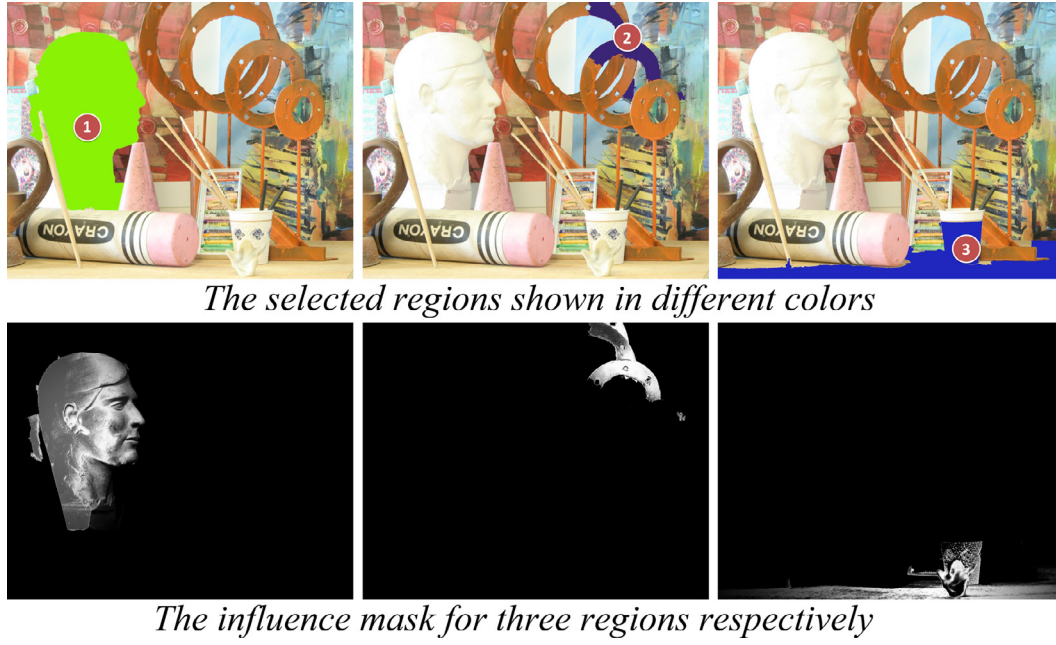 1
2
3
CRAYON
CRAYON
CRAYON
The selected regions shown in different colors
The influence mask for three regions respectively